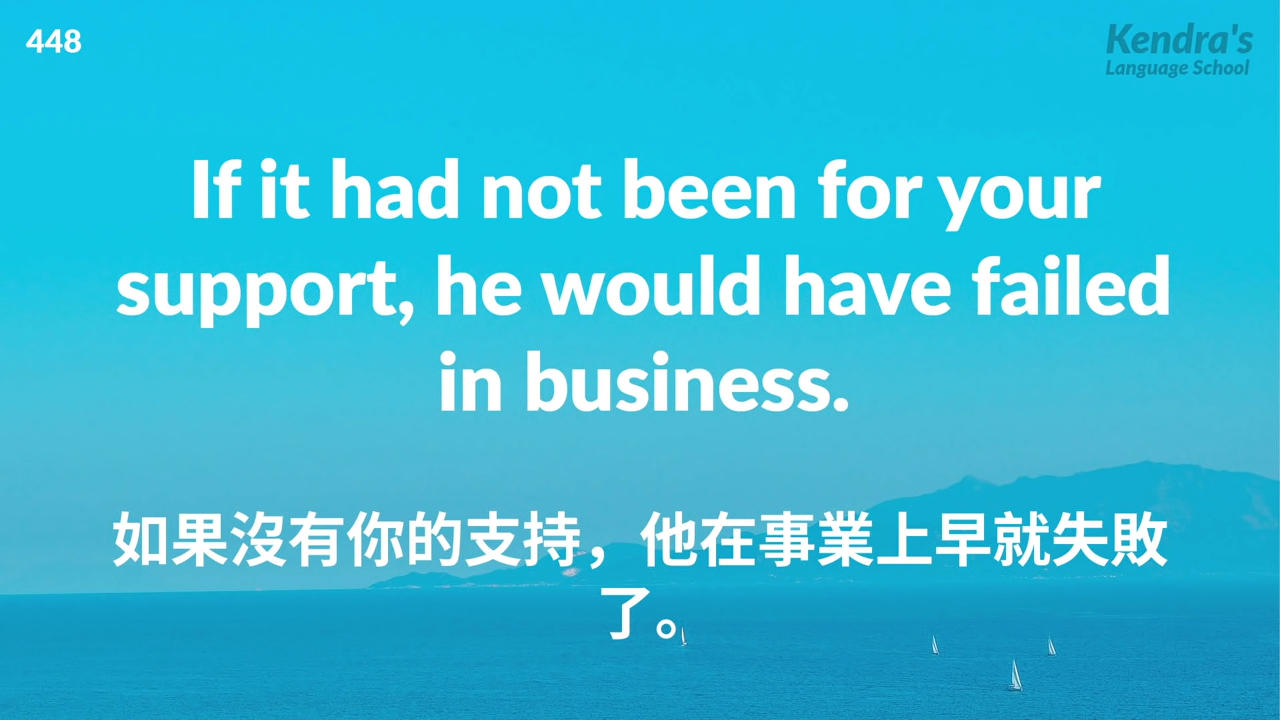 448
Kendra's
Language School
If it had not been for your
support, he would have failed
in business.
如果沒有你的支持，他在事業上早就失敗
了。